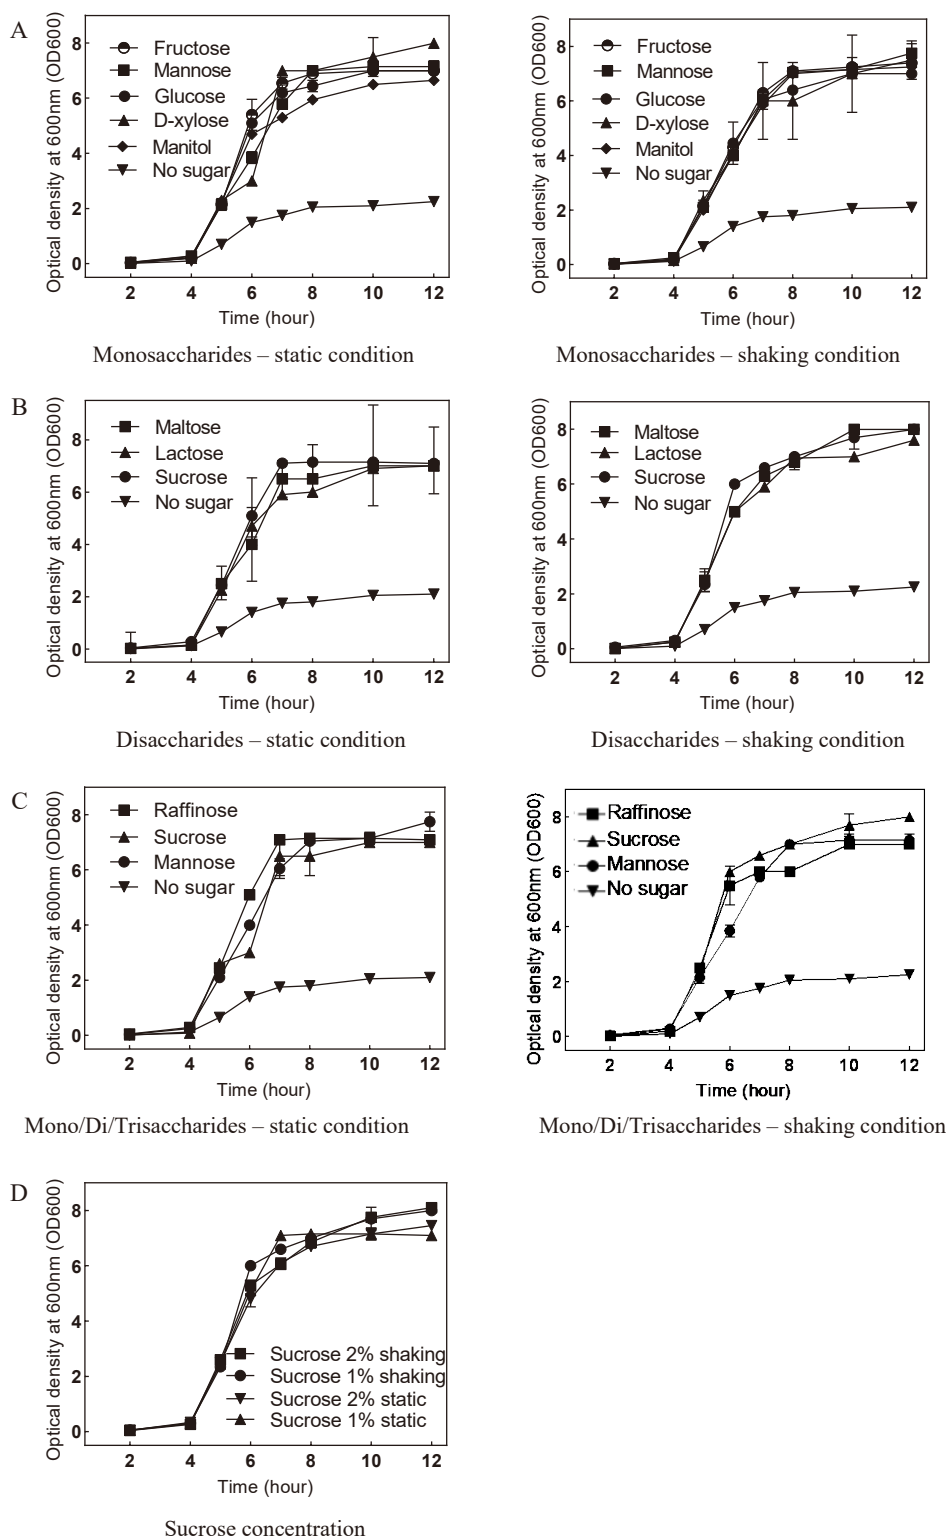 A
Optical density at 600nm (OD600)
8
6
4
2
0
Fructose
Mannose
Glucose
D-xylose
Manitol
No sugar
2 4 6 8 10 12
Time (hour)
Monosaccharides – static condition
Optical density at 600nm (OD600)
8
6
4
2
0
Fructose
Mannose
Glucose
D-xylose
Manitol
No sugar
2 4 6 8 10 12
Time (hour)
Monosaccharides – shaking condition
B
Optical density at 600nm (OD600)
8
6
4
2
0
Maltose
Lactose
Sucrose
No sugar
2 4 6 8 10 12
Time (hour)
Disaccharides – static condition
Optical density at 600nm (OD600)
8
6
4
2
0
Maltose
Lactose
Sucrose
No sugar
2 4 6 8 10 12
Time (hour)
Disaccharides – shaking condition
C
Optical density at 600nm (OD600)
8
6
4
2
0
Raffinose
Sucrose
Mannose
No sugar
2 4 6 8 10 12
Time (hour)
Mono/Di/Trisaccharides – static condition
Optical density at 600nm (OD600)
8
6
4
2
0
Raffinose
Sucrose
Mannose
No sugar
2 4 6 8 10 12
Time (hour)
Mono/Di/Trisaccharides – shaking condition
D
Optical density at 600nm (OD600)
8
6
4
2
0
Sucrose 2% shaking
Sucrose 1% shaking
Sucrose 2% static
Sucrose 1% static
2 4 6 8 10 12
Time (hour)
Sucrose concentration